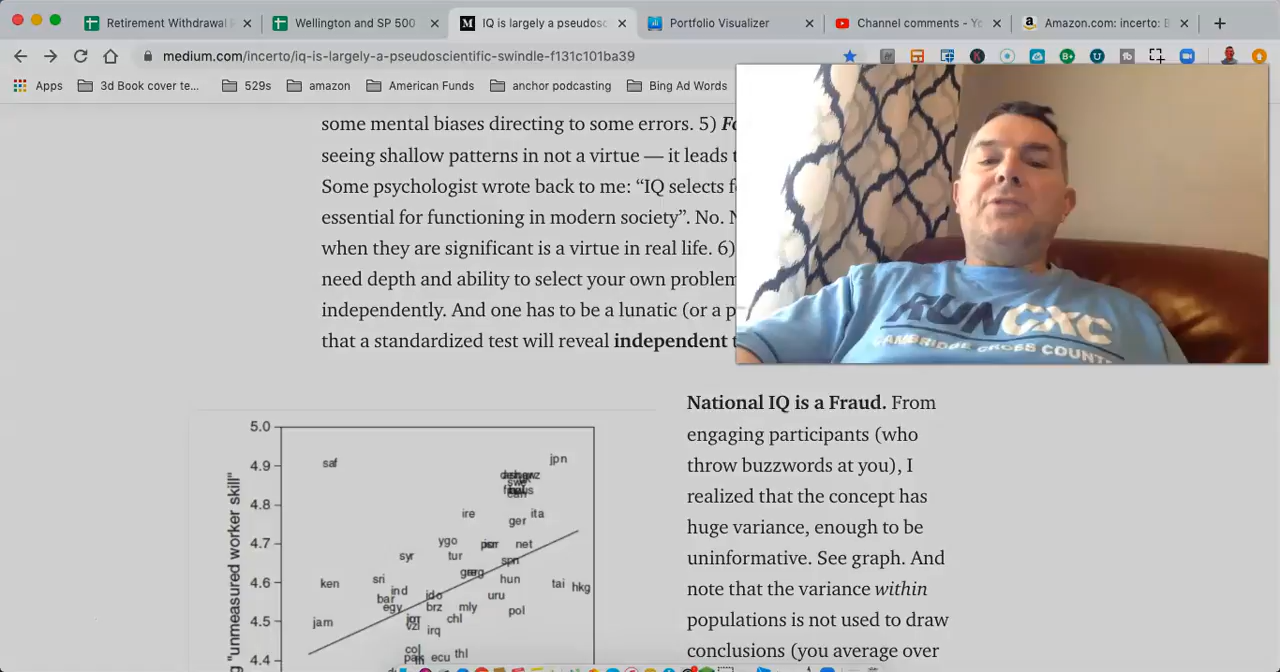 Retirement Withdrawal
Wellington and SP 500
IQ is largely a pseudosc
Portfolio Visualizer
Channel comments - Yo
Amazon.com: incerto: B
medium.com/incerto/iq-is-largely-a-pseudoscientific-swindle-f131c101ba39
Apps
3d Book cover te...
529s
amazon
American Funds
anchor podcasting
Bing Ad Words
some mental biases directing to some errors. 5)
seeing shallow patterns in not a virtue — it leads
Some psychologist wrote back to me: “IQ selects
essential for functioning in modern society”. No.
when they are significant is a virtue in real life. 6)
need depth and ability to select your own
independently. And one has to be a lunatic (or a
that a standardized test will reveal independent
RUNCXC
CAMBRIDGE CROSS COUNT
National IQ is a Fraud. From
engaging participants (who
throw buzzwords at you), I
realized that the concept has
huge variance, enough to be
uninformative. See graph. And
note that the variance within
populations is not used to draw
conclusions (you average over
"unmeasured worker skill"
5.0
4.9
4.8
4.7
4.6
4.5
4.4
saf
jpn
ire
ita
ger
ygo
net
syr
tur
spn
ken
sri
hun
tai
hkg
ind
bar
uru
egy
brz
mly
pol
jam
chl
irq
col
ecu
thl